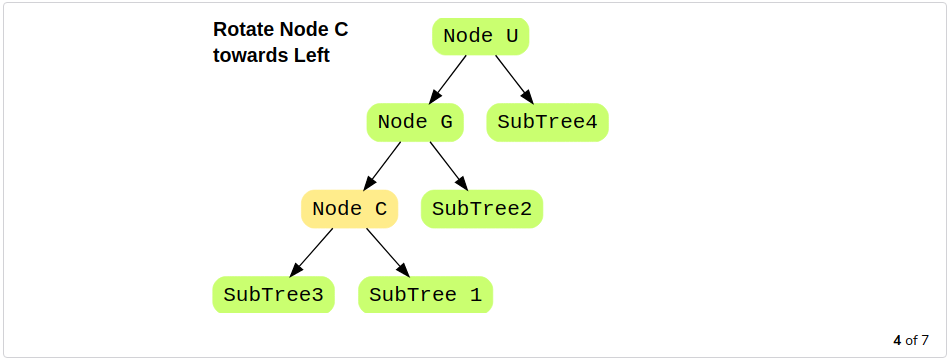 Rotate Node C
towards Left
Node U
Node G
SubTree4
Node C
SubTree2
SubTree3
SubTree 1
4 of 7